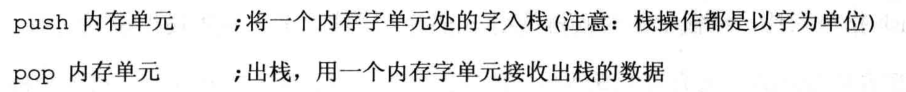 push 内存单元 ;将一个内存字单元处的字入栈(注意：栈操作都是以字为单位)
pop 内存单元 ;出栈，用一个内存字单元接收出栈的数据